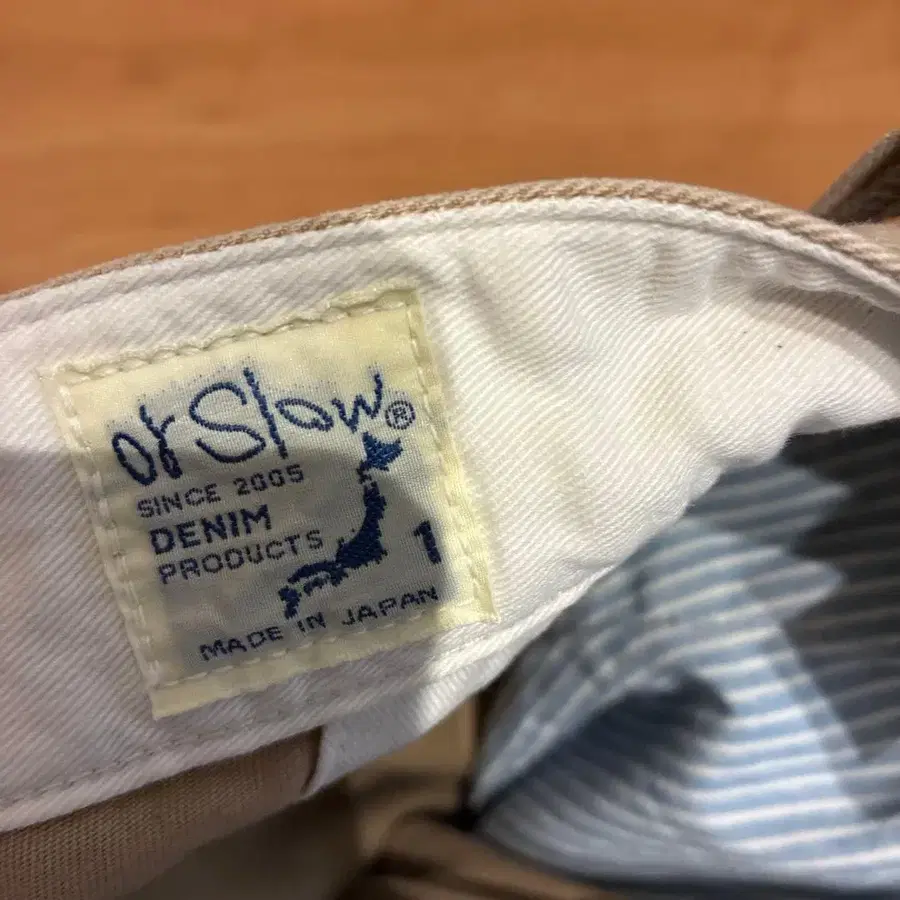 orSlow®
SINCE 2005
DENIM
PRODUCTS
1
MADE IN JAPAN